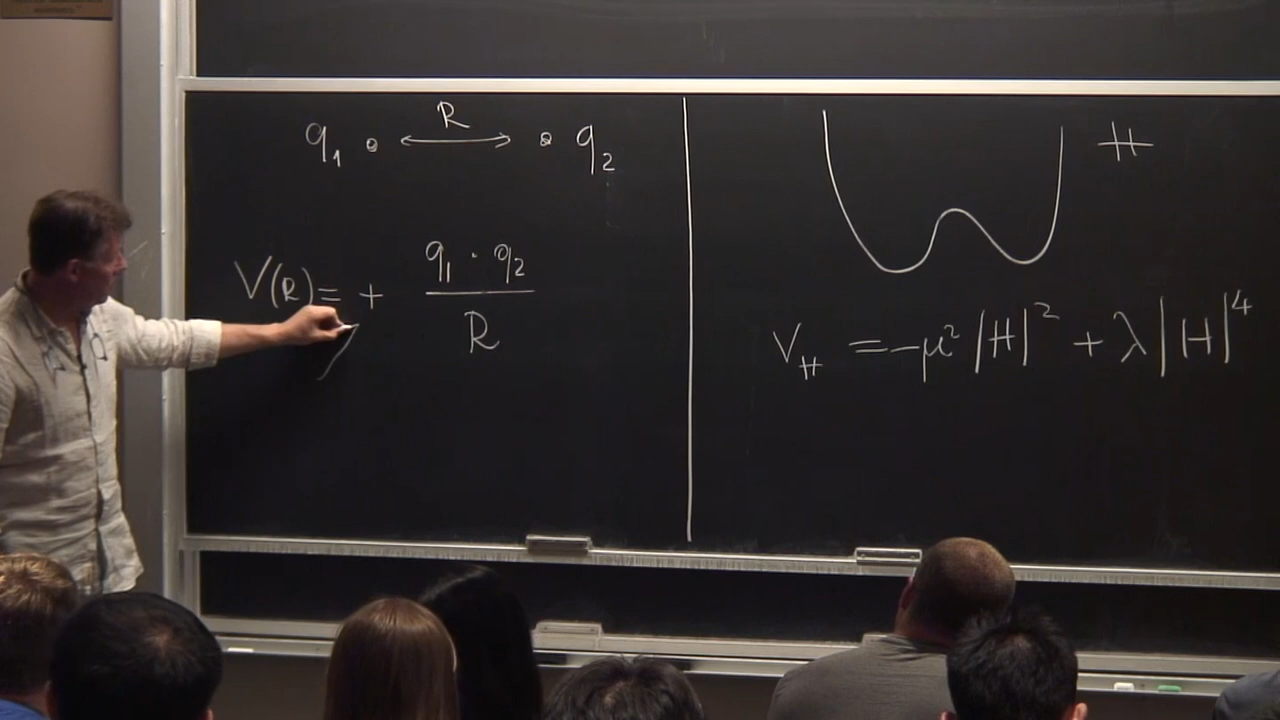 q₁ R q₂
V(R) = + q₁ · q₂ / R
H
V_H = -μ² |H|² + λ|H|⁴